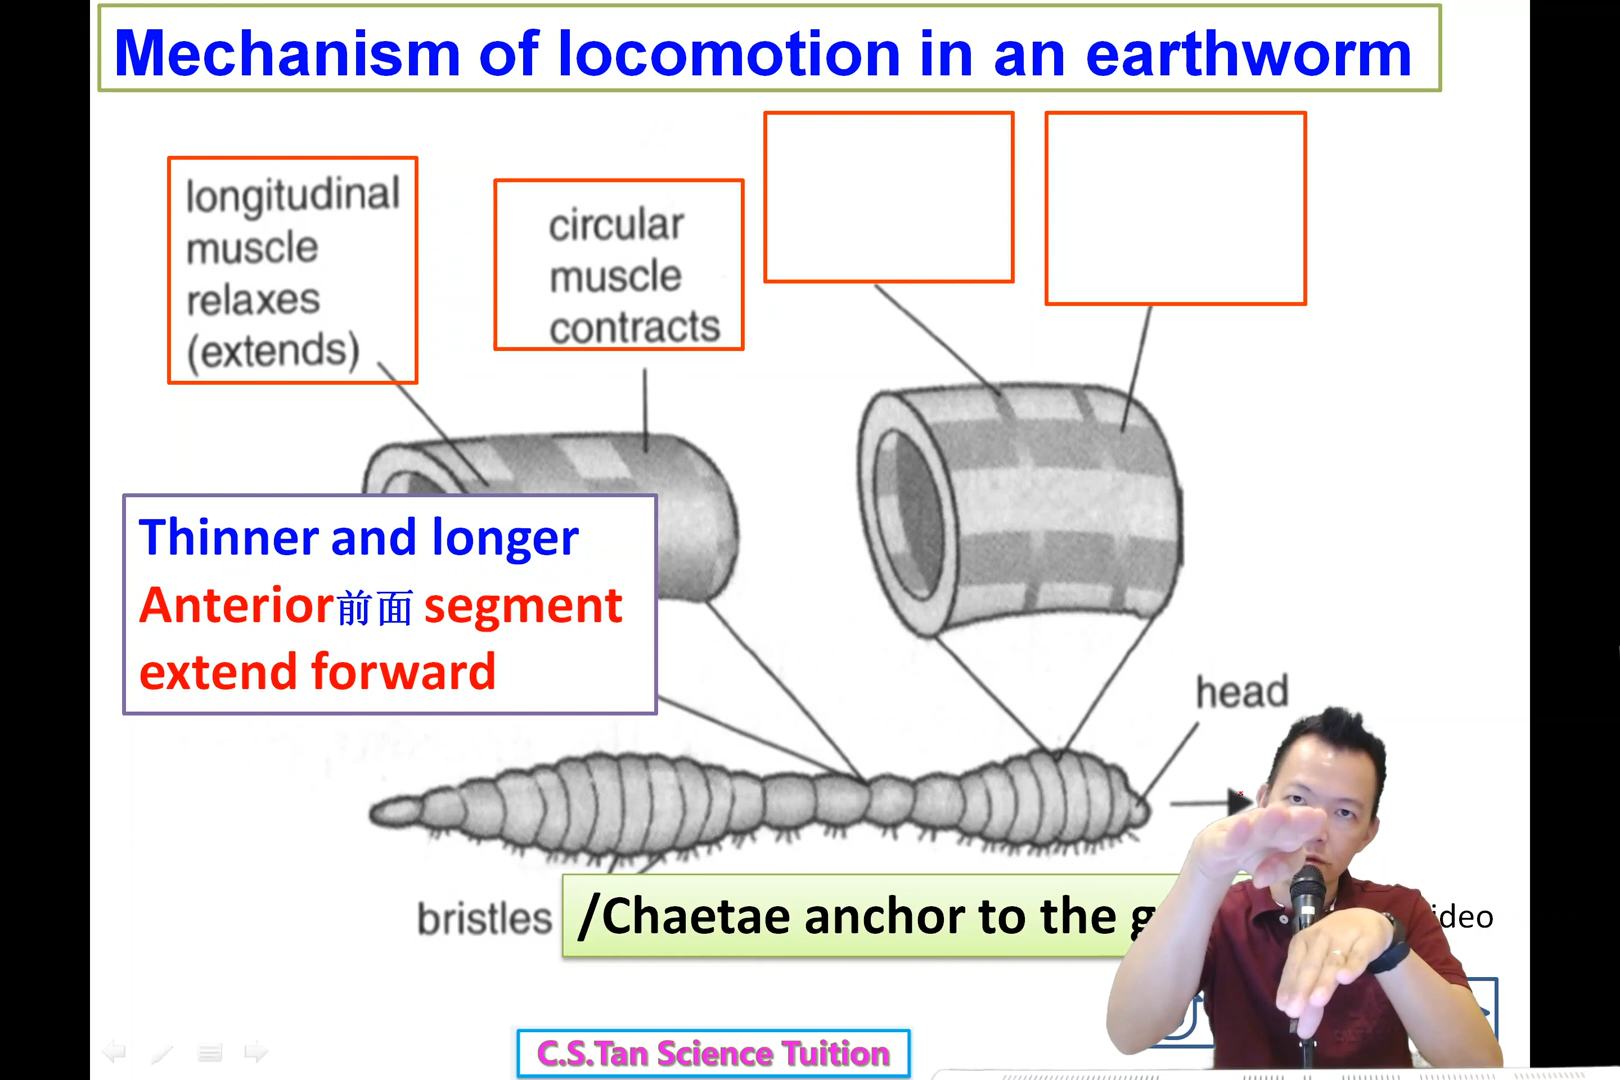 Mechanism of locomotion in an earthworm
longitudinal
muscle
relaxes
(extends)
circular
muscle
contracts
Thinner and longer
Anterior前面 segment
extend forward
head
bristles
/Chaetae anchor to the g
ideo
C.S.Tan Science Tuition